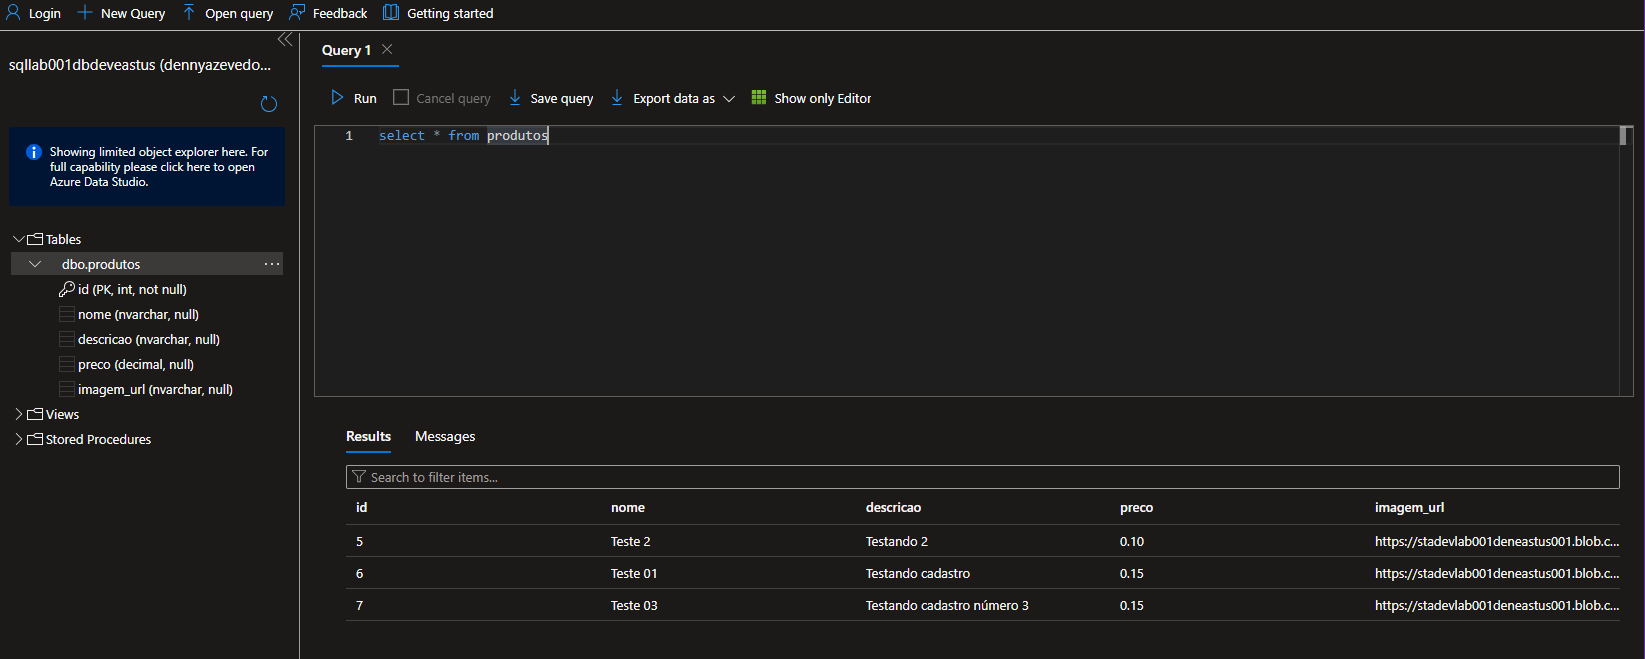 Login New Query Open query Feedback Getting started
sqllab001dbdeveastus (dennyazevedo...
Showing limited object explorer here. For
full capability please click here to open
Azure Data Studio.
Tables
dbo.produtos ...
id (PK, int, not null)
nome (nvarchar, null)
descricao (nvarchar, null)
preco (decimal, null)
imagem_url (nvarchar, null)
Views
Stored Procedures
Query 1
Run Cancel query Save query Export data as Show only Editor
1 select * from produtos
Results Messages
Search to filter items...
id nome descricao preco imagem_url
5 Teste 2 Testando 2 0.10 https://stadevlab001deneastus001.blob.c...
6 Teste 01 Testando cadastro 0.15 https://stadevlab001deneastus001.blob.c...
7 Teste 03 Testando cadastro número 3 0.15 https://stadevlab001deneastus001.blob.c...